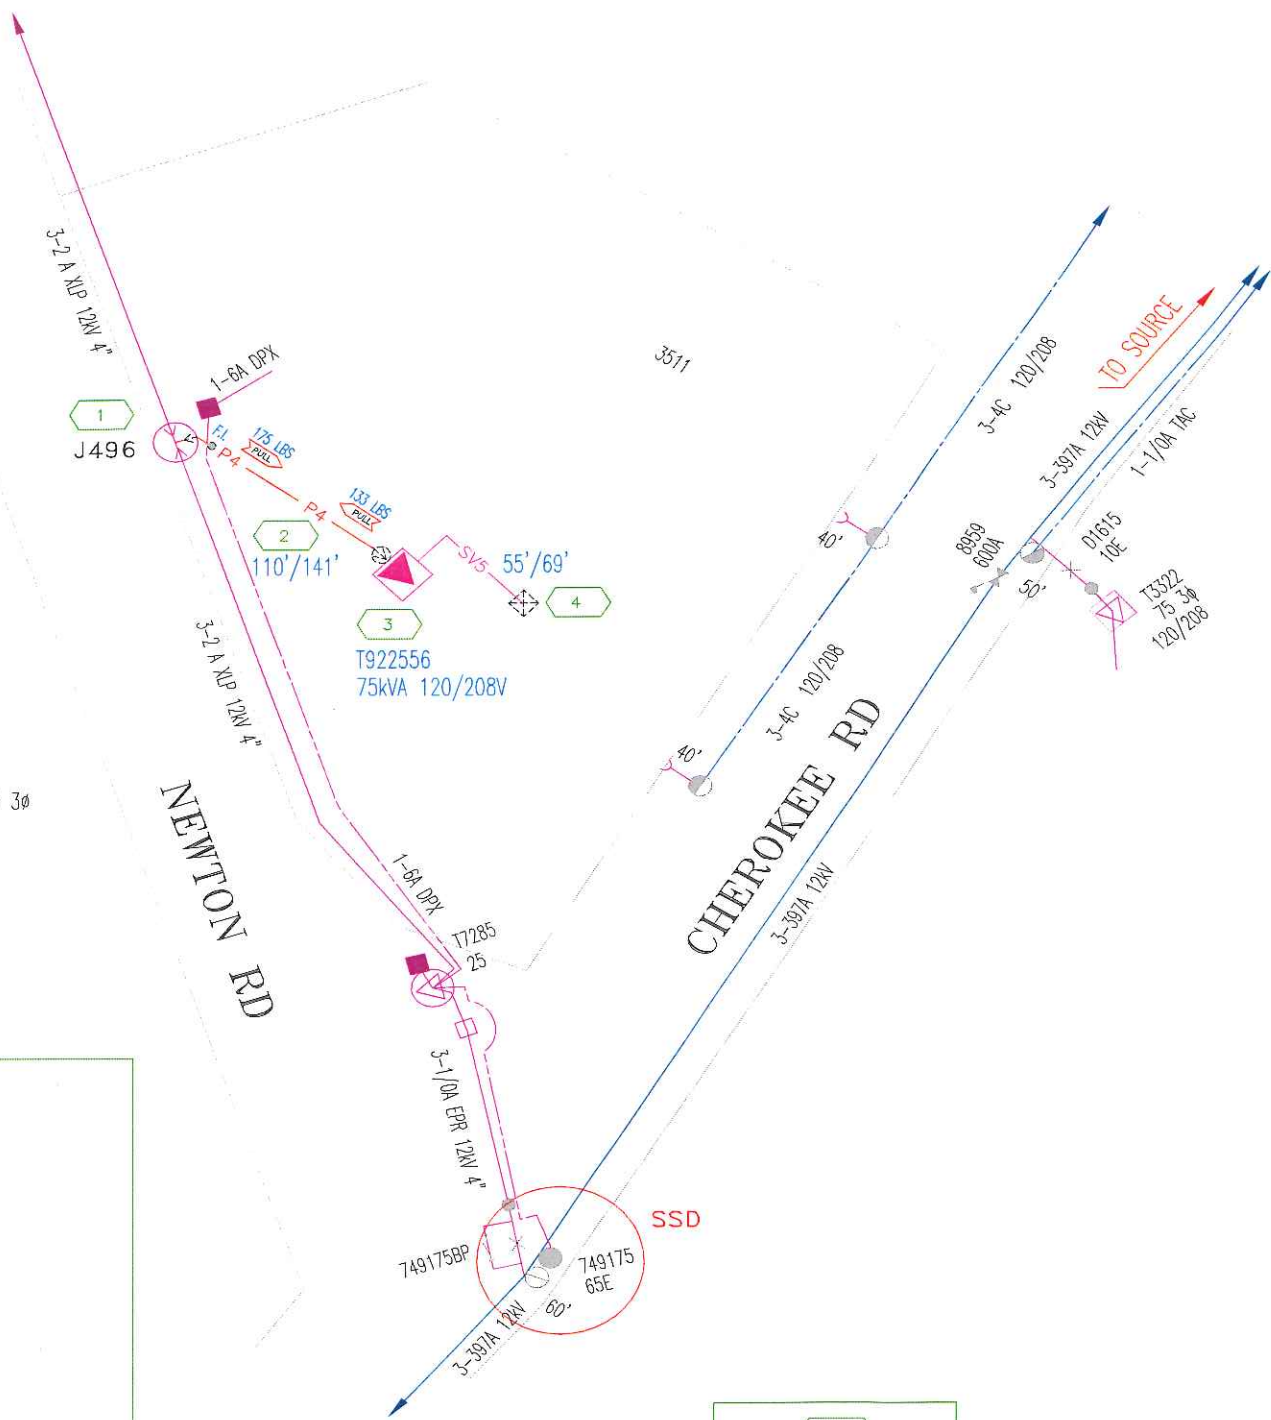 3-2 A XLP 12kV 4"
1-6A DPX
1
J496
F.I.
175 LBS
PULL
P4
P4
133 LBS
PULL
2
110'/141'
SV5
55'/69'
4
3
T922556
75kVA 120/208V
3511
3-4C 120/208
TO SOURCE
3-397A 12kV
1-1/0A TAC
40'
8959
600A
50'
D1615
10E
T3322
75 3ϕ
120/208
3-2 A XLP 12kV 4"
3-4C 120/208
40'
3ϕ
NEWTON RD
CHEROKEE RD
3-397A 12kV
1-6A DPX
T7285
25
3-1/0A EPR 12kV 4"
SSD
749175BP
749175
65E
60'
3-397A 12kV